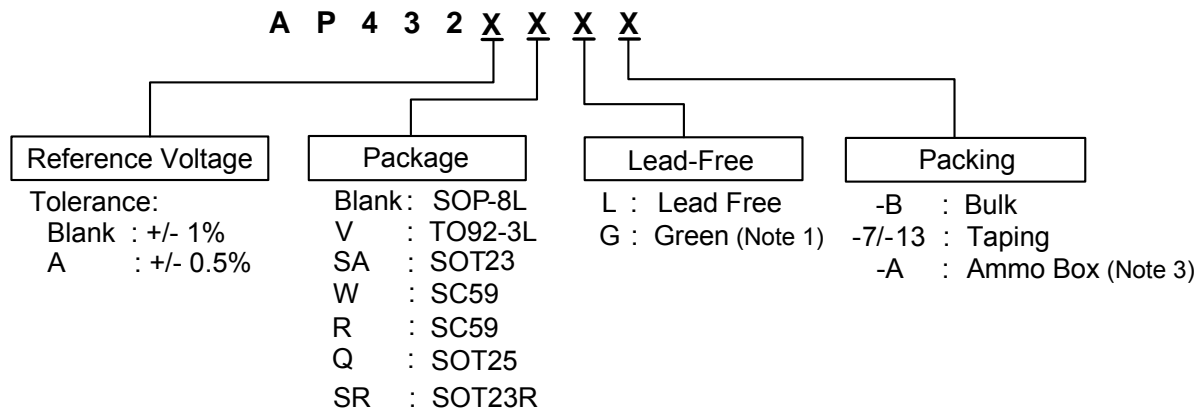 A P 4 3 2 X X X X
Reference Voltage
Tolerance:
Blank : +/- 1%
A : +/- 0.5%
Package
Blank : SOP-8L
V : TO92-3L
SA : SOT23
W : SC59
R : SC59
Q : SOT25
SR : SOT23R
Lead-Free
L : Lead Free
G : Green (Note 1)
Packing
-B : Bulk
-7/-13 : Taping
-A : Ammo Box (Note 3)